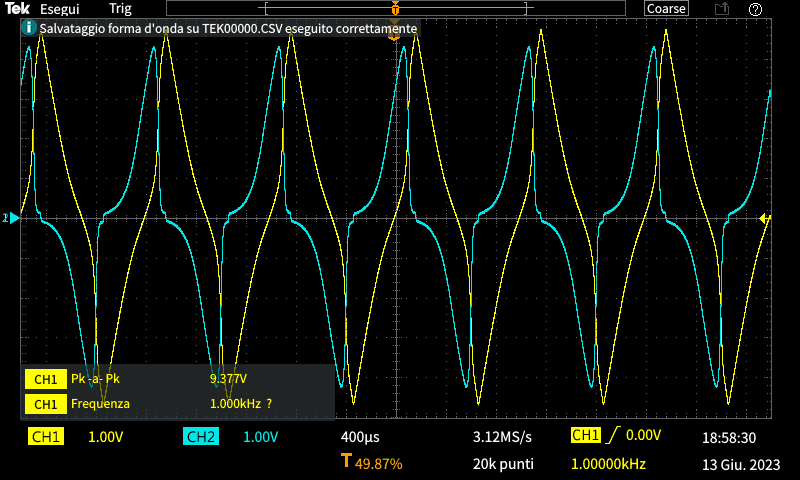 Tek Esegui Trig Coarse
Salvataggio forma d'onda su TEK00000.CSV eseguito correttamente
2
CH1 Pk-a-Pk 9.377V
CH1 Frequenza 1.000kHz ?
CH1 1.00V CH2 1.00V 400µs 3.12MS/s CH1 0.00V 18:58:30
T 49.87% 20k punti 1.00000kHz 13 Giu. 2023